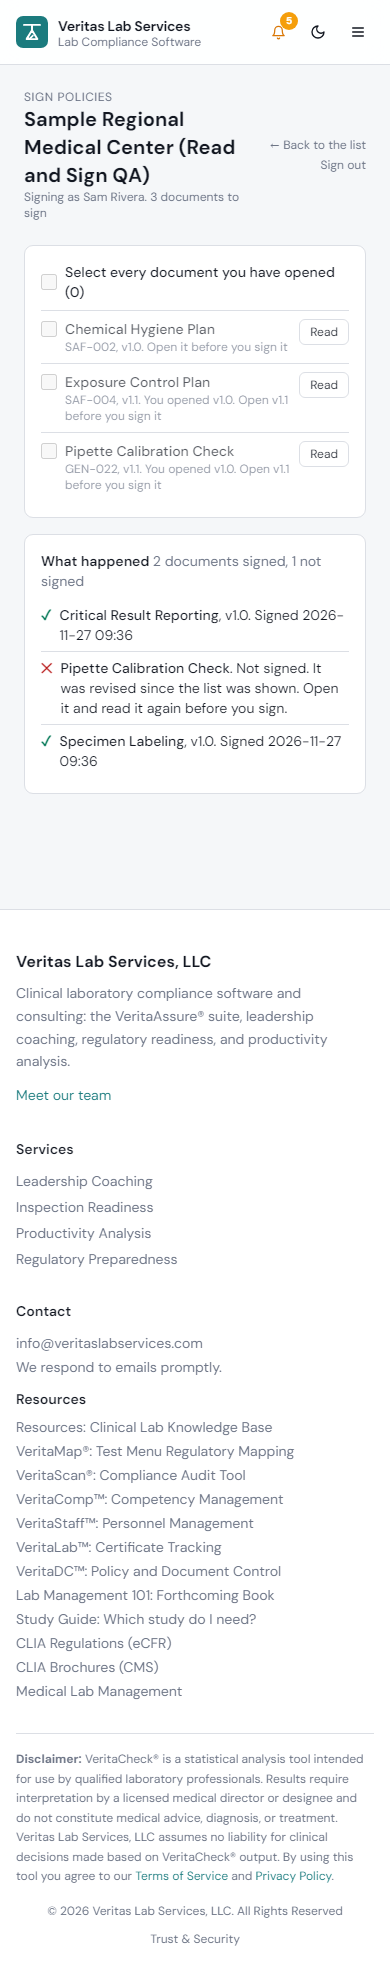 Veritas Lab Services
Lab Compliance Software
5
SIGN POLICIES
Sample Regional
Medical Center (Read
and Sign QA)
← Back to the list
Sign out
Signing as Sam Rivera. 3 documents to
sign
Select every document you have opened
(0)
Chemical Hygiene Plan
SAF-002, v1.0. Open it before you sign it
Read
Exposure Control Plan
SAF-004, v1.1. You opened v1.0. Open v1.1
before you sign it
Read
Pipette Calibration Check
GEN-022, v1.1. You opened v1.0. Open v1.1
before you sign it
Read
What happened 2 documents signed, 1 not
signed
Critical Result Reporting, v1.0. Signed 2026-
11-27 09:36
Pipette Calibration Check. Not signed. It
was revised since the list was shown. Open
it and read it again before you sign.
Specimen Labeling, v1.0. Signed 2026-11-27
09:36
Veritas Lab Services, LLC
Clinical laboratory compliance software and
consulting: the VeritaAssure® suite, leadership
coaching, regulatory readiness, and productivity
analysis.
Meet our team
Services
Leadership Coaching
Inspection Readiness
Productivity Analysis
Regulatory Preparedness
Contact
info@veritaslabservices.com
We respond to emails promptly.
Resources
Resources: Clinical Lab Knowledge Base
VeritaMap®: Test Menu Regulatory Mapping
VeritaScan®: Compliance Audit Tool
VeritaComp™: Competency Management
VeritaStaff™: Personnel Management
VeritaLab™: Certificate Tracking
VeritaDC™: Policy and Document Control
Lab Management 101: Forthcoming Book
Study Guide: Which study do I need?
CLIA Regulations (eCFR)
CLIA Brochures (CMS)
Medical Lab Management
Disclaimer: VeritaCheck® is a statistical analysis tool intended
for use by qualified laboratory professionals. Results require
interpretation by a licensed medical director or designee and
do not constitute medical advice, diagnosis, or treatment.
Veritas Lab Services, LLC assumes no liability for clinical
decisions made based on VeritaCheck® output. By using this
tool you agree to our Terms of Service and Privacy Policy.
© 2026 Veritas Lab Services, LLC. All Rights Reserved
Trust & Security